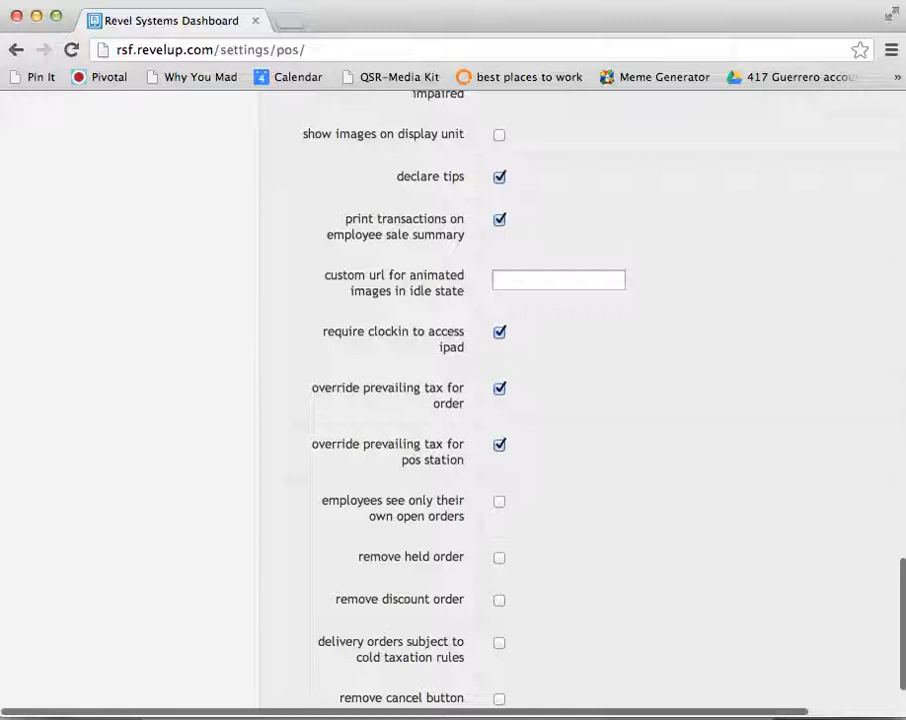 Revel Systems Dashboard
rsf.revelup.com/settings/pos/
Pin It Pivotal Why You Mad 4 Calendar QSR-Media Kit best places to work Meme Generator 417 Guerrero accou »
impaired
show images on display unit
declare tips
print transactions on
employee sale summary
custom url for animated
images in idle state
require clockin to access
ipad
override prevailing tax for
order
override prevailing tax for
pos station
employees see only their
own open orders
remove held order
remove discount order
delivery orders subject to
cold taxation rules
remove cancel button